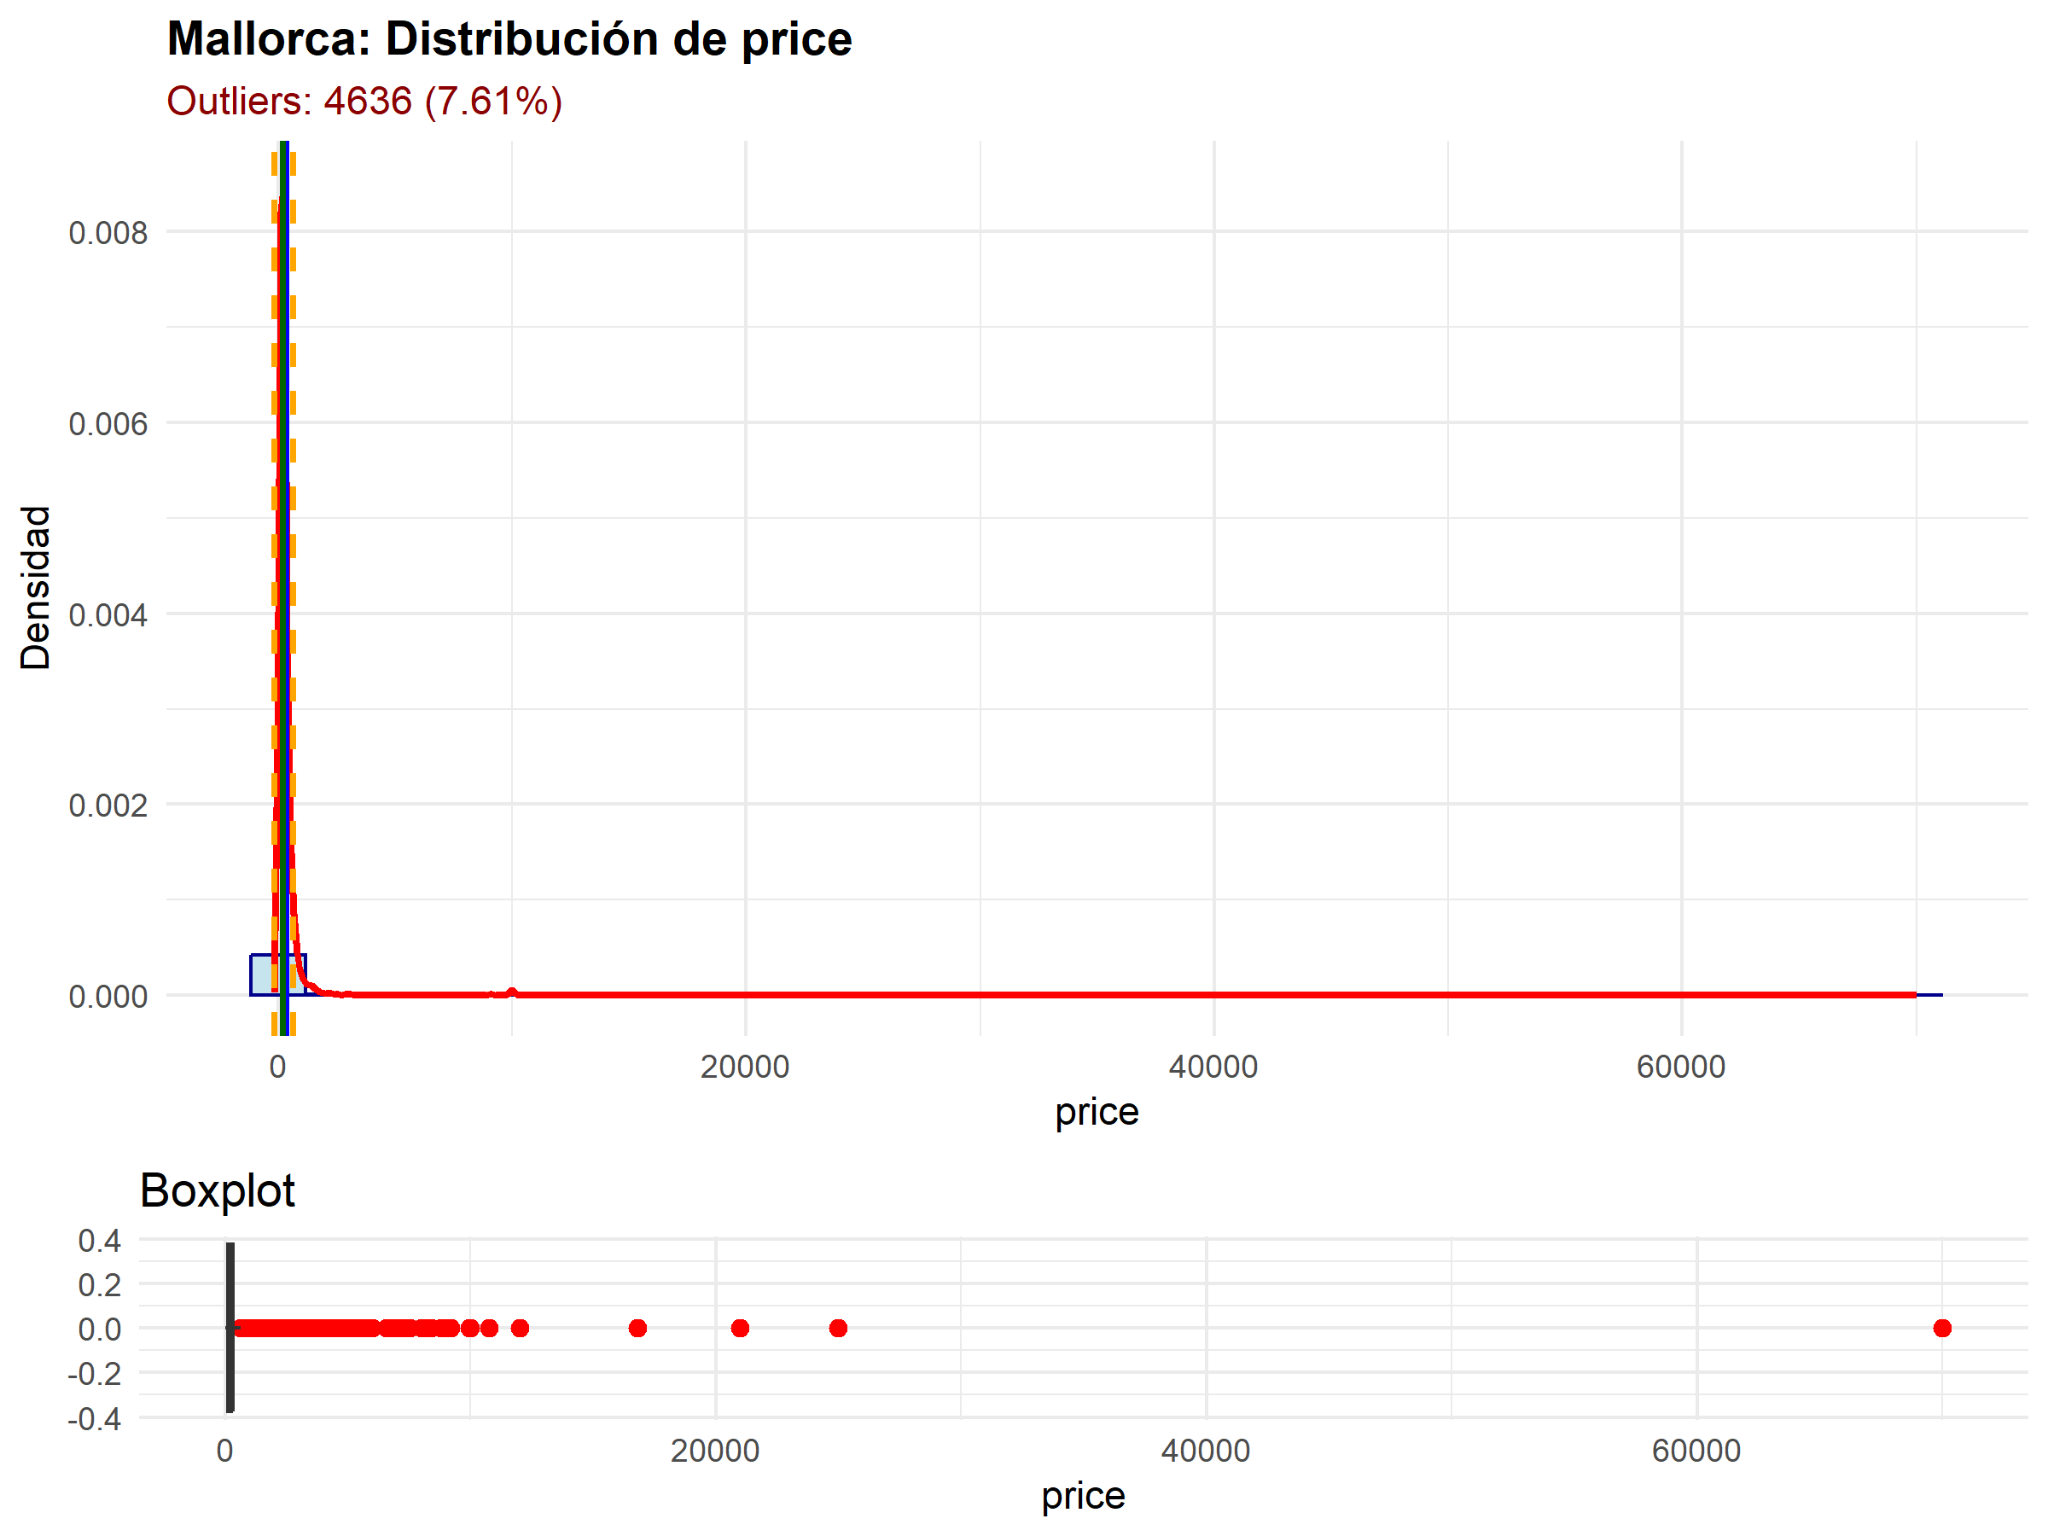 Mallorca: Distribución de price
Outliers: 4636 (7.61%)
Densidad
0.008
0.006
0.004
0.002
0.000
0 20000 40000 60000
price
Boxplot
0.4
0.2
0.0
-0.2
-0.4
0 20000 40000 60000
price